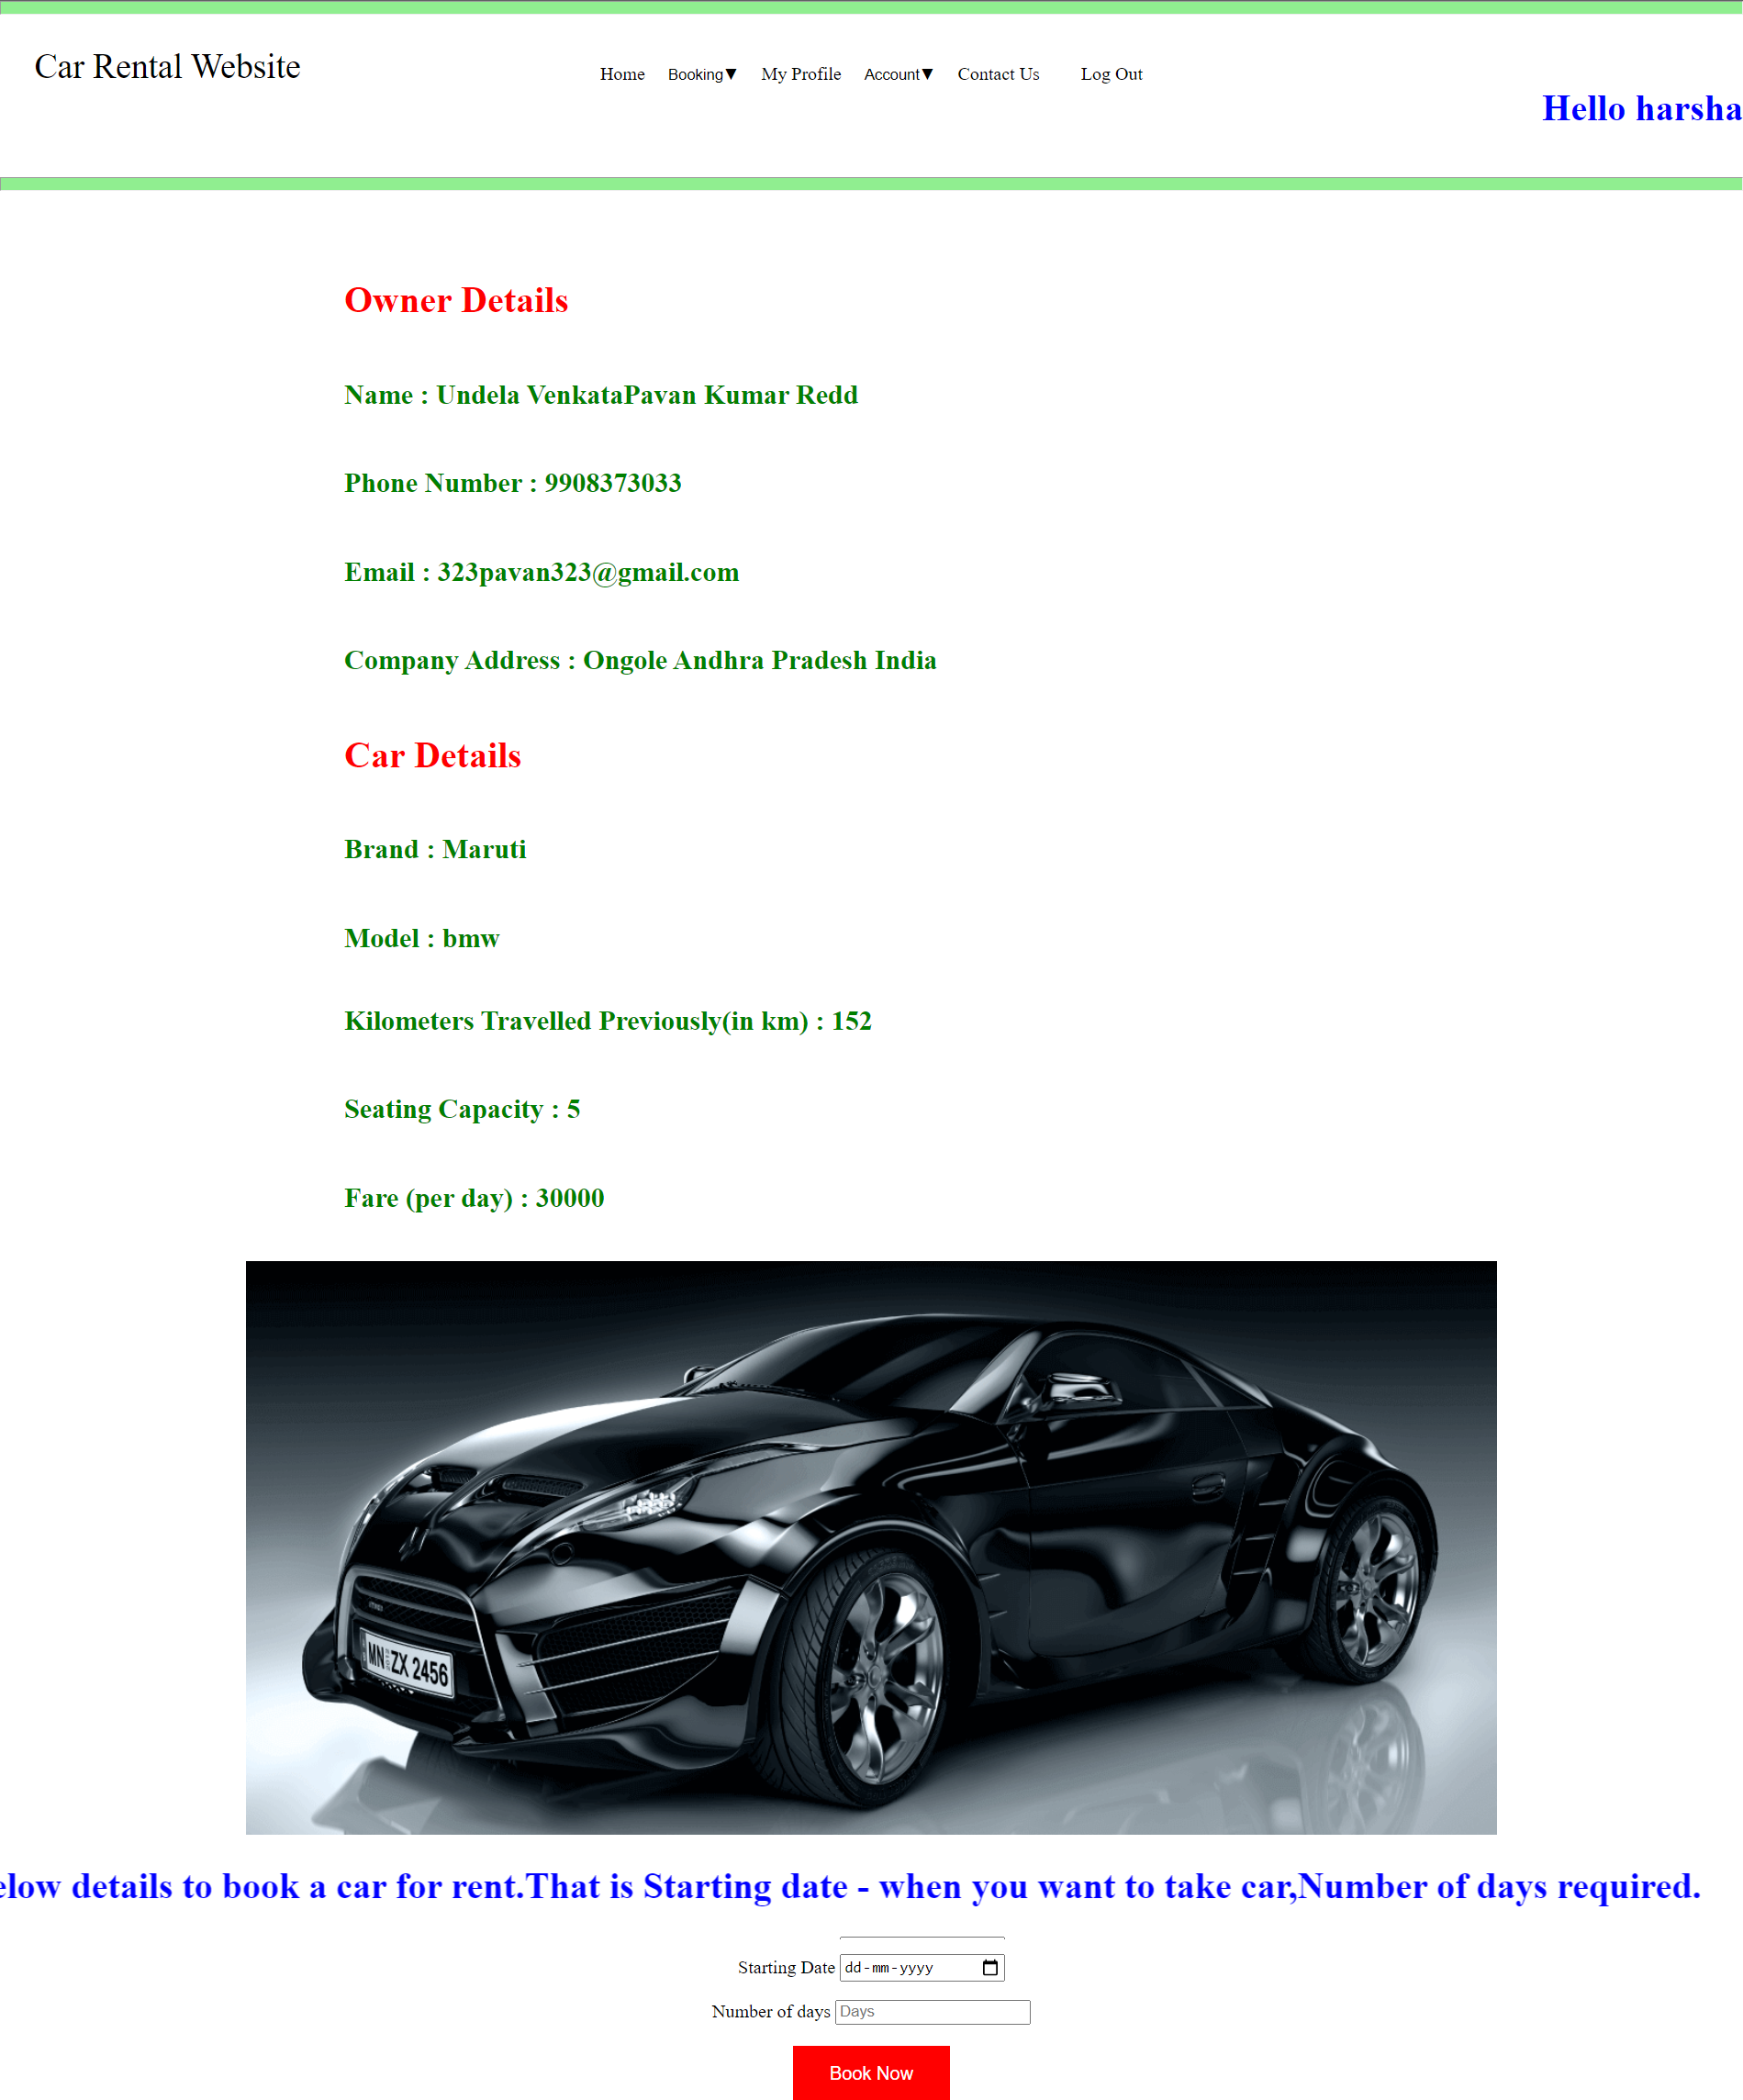 Car Rental Website
Home Booking▼ My Profile Account▼ Contact Us Log Out
Hello harsha
Owner Details
Name : Undela VenkataPavan Kumar Redd
Phone Number : 9908373033
Email : 323pavan323@gmail.com
Company Address : Ongole Andhra Pradesh India
Car Details
Brand : Maruti
Model : bmw
Kilometers Travelled Previously(in km) : 152
Seating Capacity : 5
Fare (per day) : 30000
MN ZX 2456
details to book a car for rent.That is Starting date - when you want to take car,Number of days required.
Starting Date dd-mm-yyyy
Number of days Days
Book Now